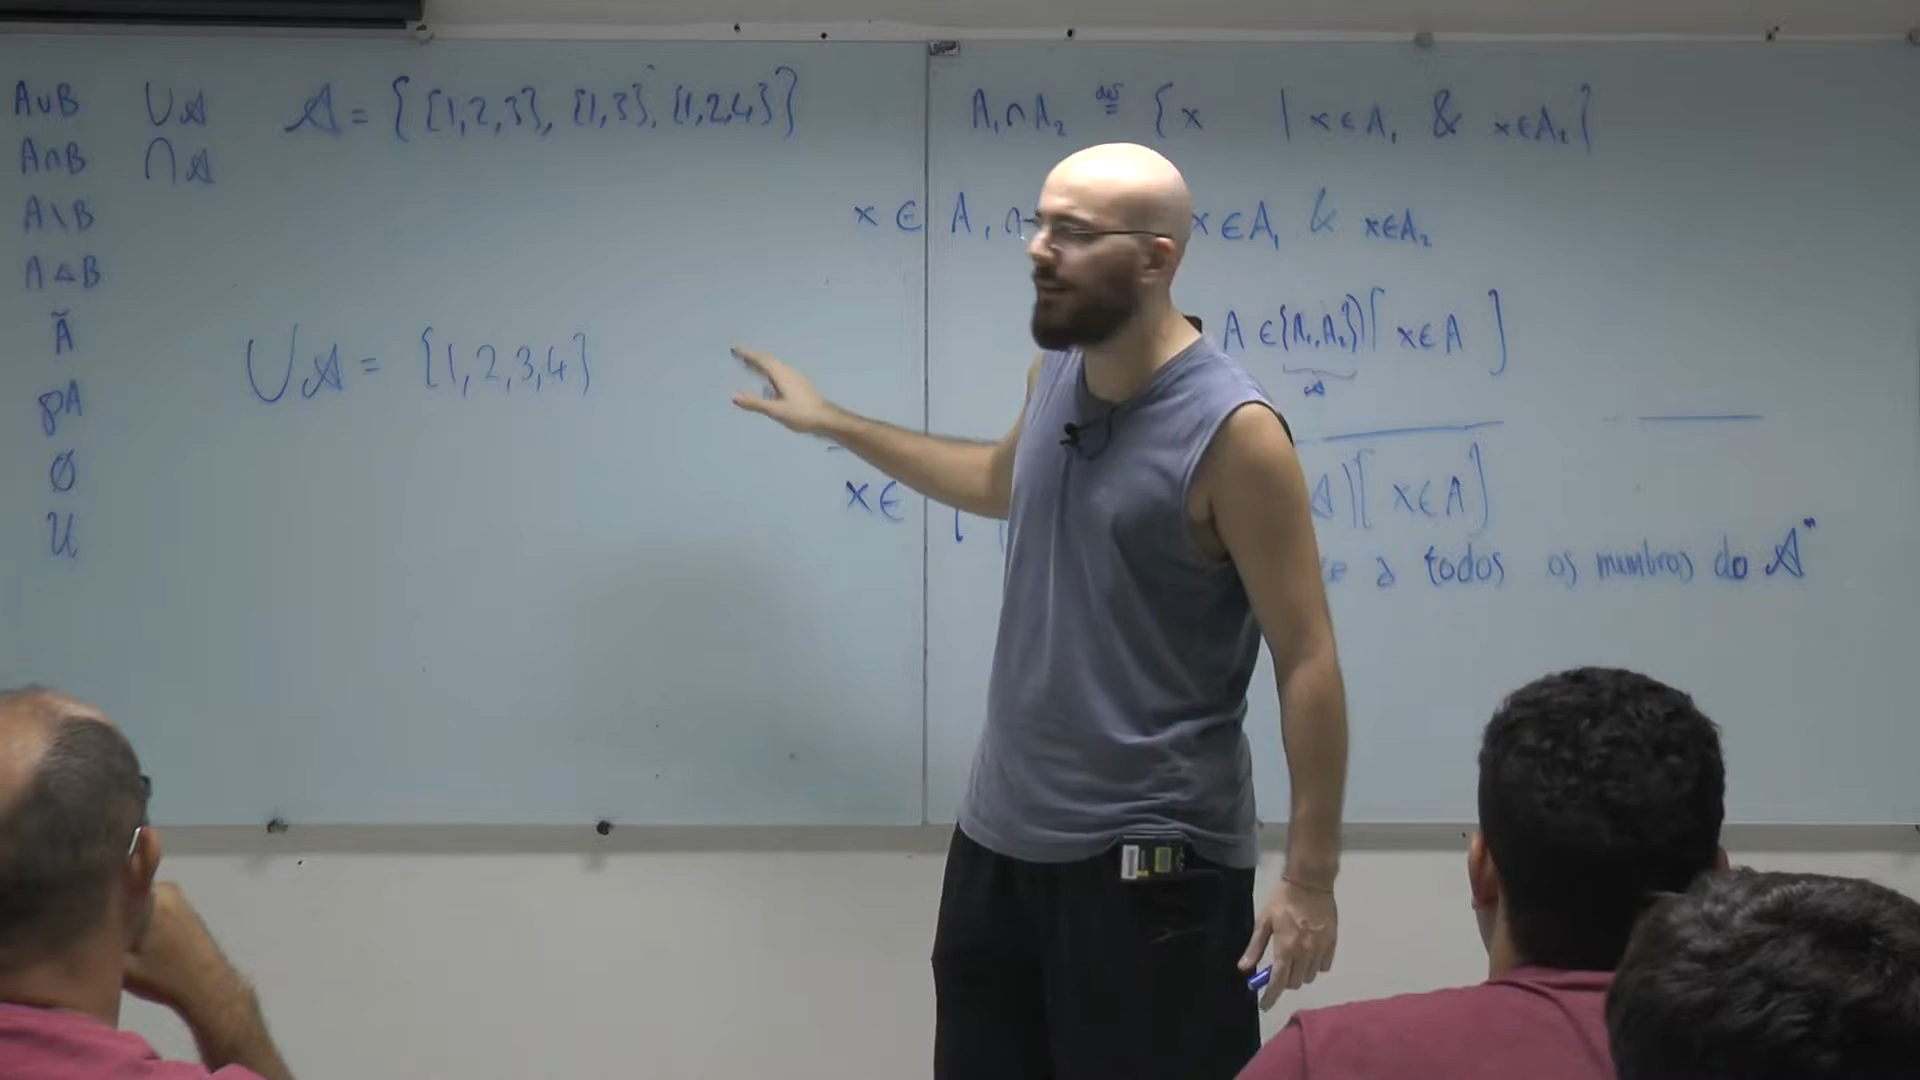 A∪B ∪𝒜 𝒜 = { {1,2,3}, {1,3}, {1,2,4} }
A∩B ∩𝒜
A\B
A△B
Ã
℘A
∅
U
∪𝒜 = {1,2,3,4}
A₁∩A₂ def= {x | x∈A₁ & x∈A₂}
x ∈ A₁∩ x∈A₁ & x∈A₂
A∈{A₁,A₂})[ x∈A ]
𝒜
x∈ 𝒜)[ x∈A ]
a todos os membros do 𝒜"